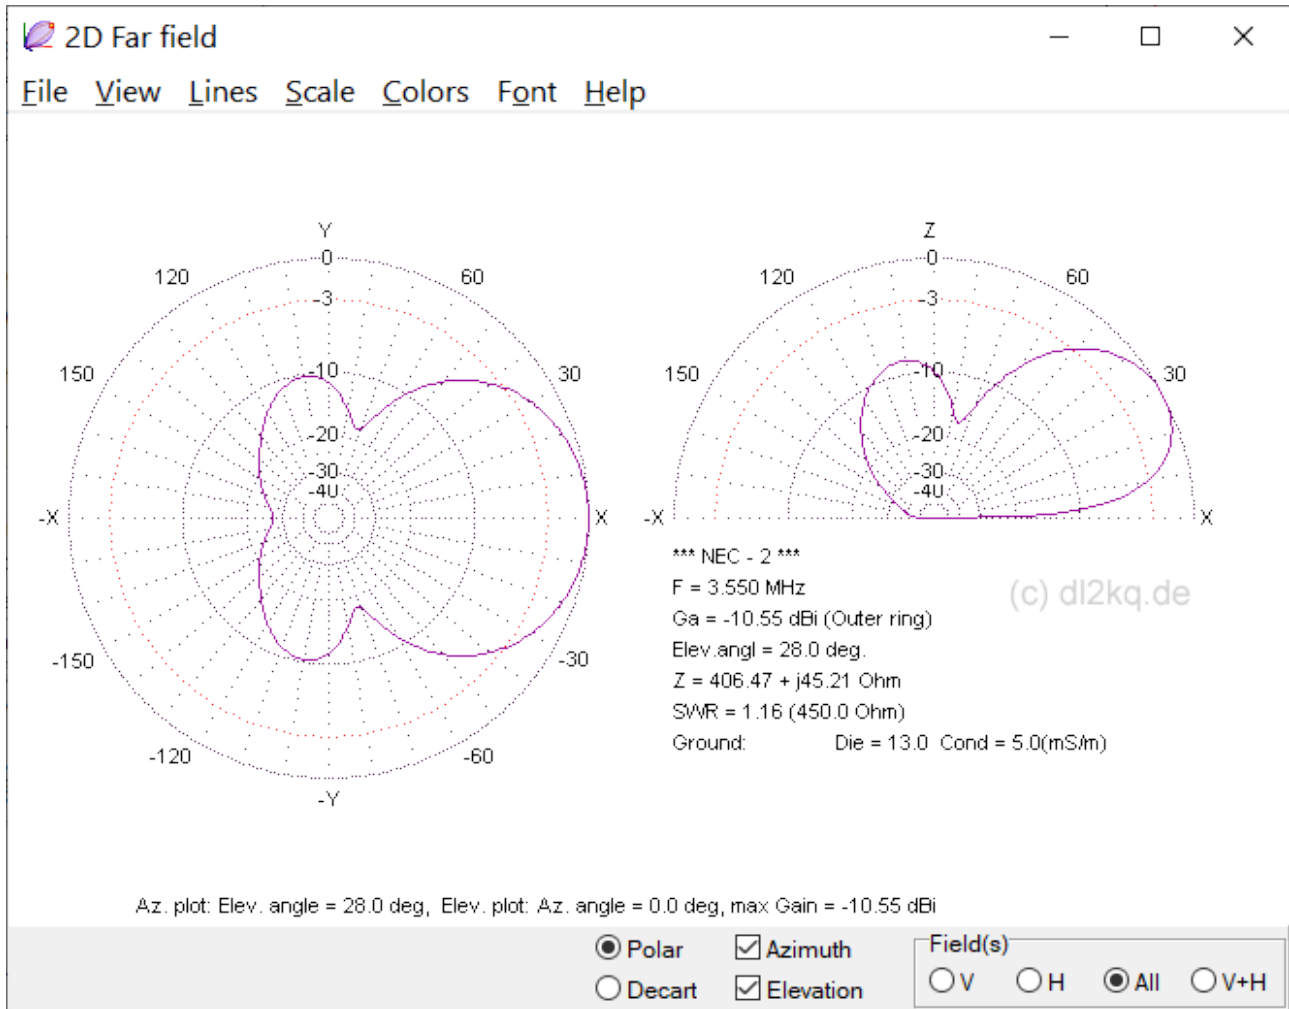 2D Far field
File View Lines Scale Colors Font Help
Y
0
-3
-10
-20
-30
-40
120
60
150
30
-X
X
-150
-30
-120
-60
-Y
Z
0
-3
-10
-20
-30
-40
120
60
150
30
-X
X
*** NEC - 2 ***
F = 3.550 MHz
(c) dl2kq.de
Ga = -10.55 dBi (Outer ring)
Elev.angl = 28.0 deg.
Z = 406.47 + j45.21 Ohm
SWR = 1.16 (450.0 Ohm)
Ground: Die = 13.0 Cond = 5.0(mS/m)
Az. plot: Elev. angle = 28.0 deg, Elev. plot: Az. angle = 0.0 deg, max Gain = -10.55 dBi
Polar
Azimuth
Field(s)
Decart
Elevation
V H All V+H